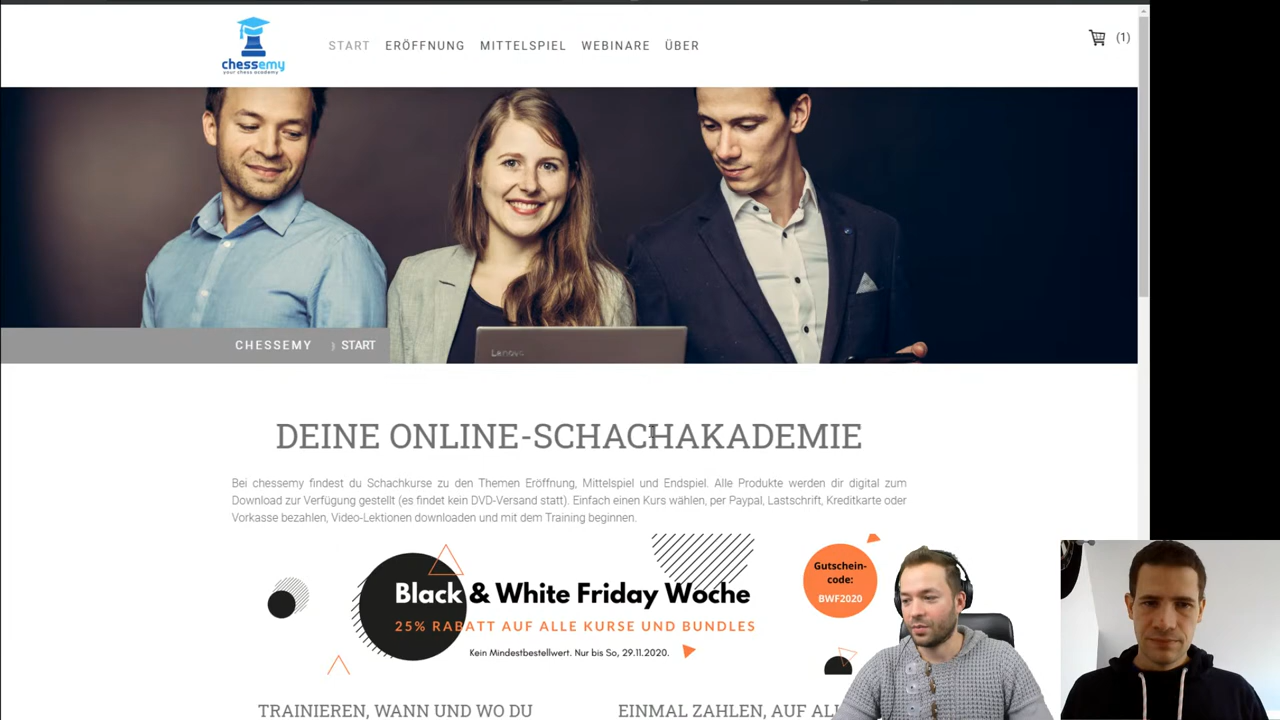 chessemy
your chess academy
START ERÖFFNUNG MITTELSPIEL WEBINARE ÜBER
(1)
Lenovo
CHESSEMY START
DEINE ONLINE-SCHACHAKADEMIE
Bei chessemy findest du Schachkurse zu den Themen Eröffnung, Mittelspiel und Endspiel. Alle Produkte werden dir digital zum
Download zur Verfügung gestellt (es findet kein DVD-Versand statt). Einfach einen Kurs wählen, per Paypal, Lastschrift, Kreditkarte oder
Vorkasse bezahlen, Video-Lektionen downloaden und mit dem Training beginnen.
Black & White Friday Woche
25% RABATT AUF ALLE KURSE UND BUNDLES
Kein Mindestbestellwert. Nur bis So, 29.11.2020.
Gutschein-
code:
BWF2020
TRAINIEREN, WANN UND WO DU
EINMAL ZAHLEN, AUF